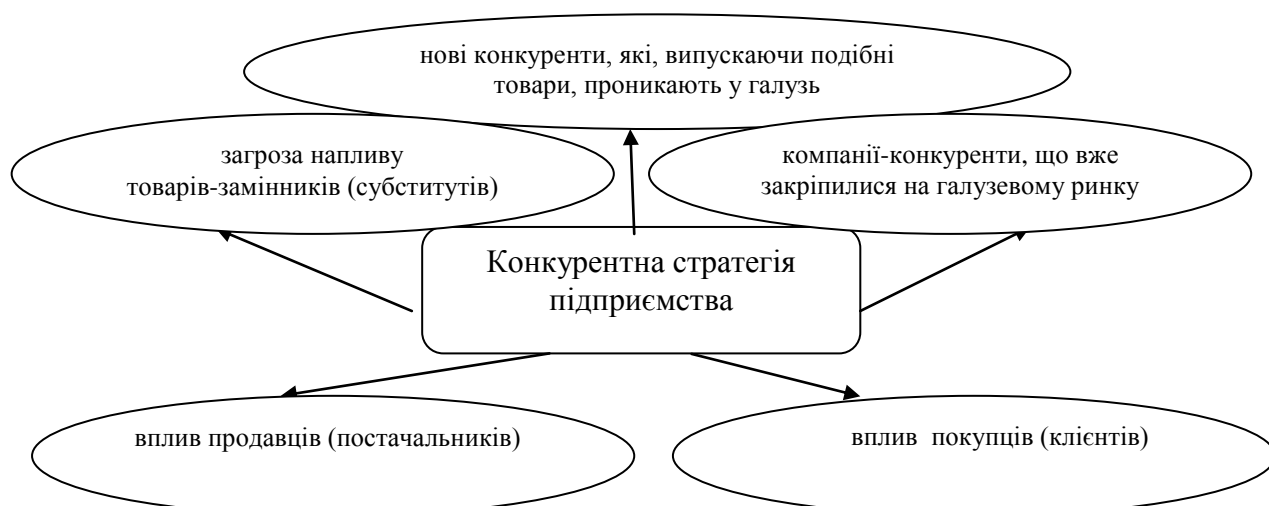 нові конкуренти, які, випускаючи подібні
товари, проникають у галузь
загроза напливу
товарів-замінників (субститутів)
компанії-конкуренти, що вже
закріпилися на галузевому ринку
Конкурентна стратегія
підприємства
вплив продавців (постачальників)
вплив покупців (клієнтів)